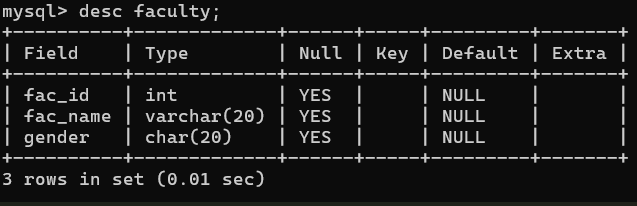 mysql> desc faculty;
+----------+-------------+------+-----+---------+-------+
| Field    | Type        | Null | Key | Default | Extra |
+----------+-------------+------+-----+---------+-------+
| fac_id   | int         | YES  |     | NULL    |       |
| fac_name | varchar(20) | YES  |     | NULL    |       |
| gender   | char(20)    | YES  |     | NULL    |       |
+----------+-------------+------+-----+---------+-------+
3 rows in set (0.01 sec)